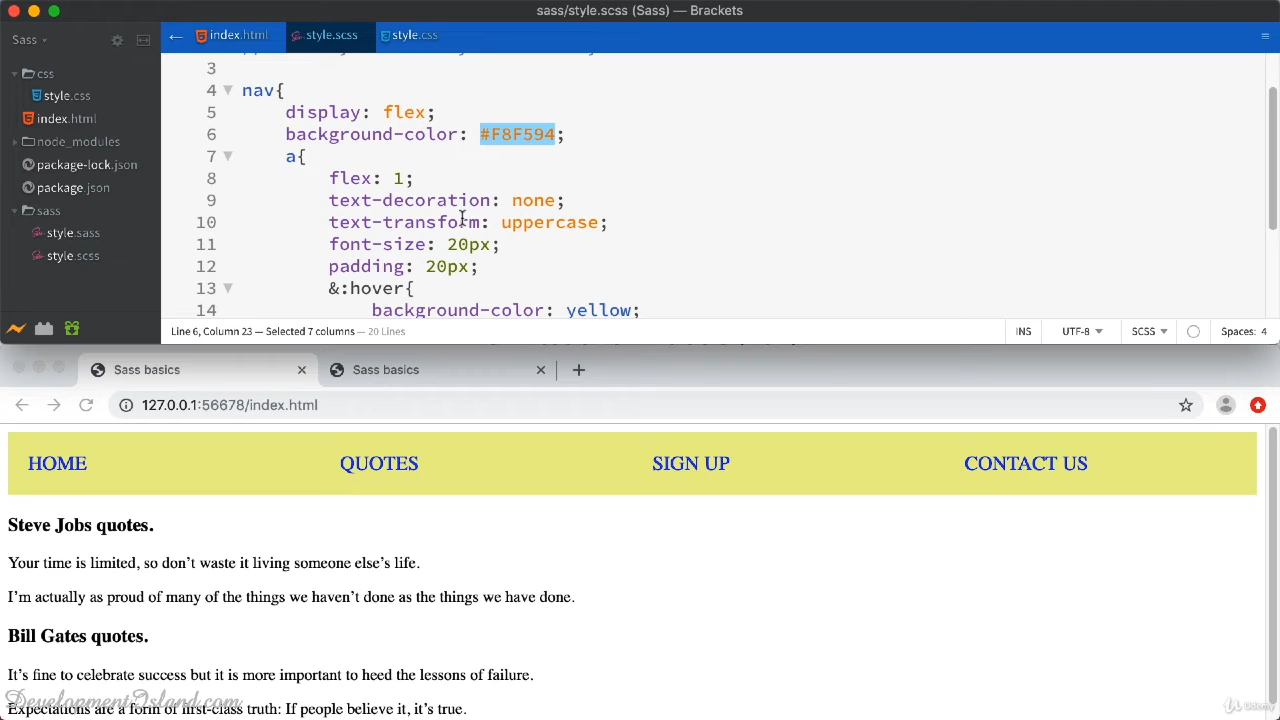 sass/style.scss (Sass) — Brackets
Sass
index.html
style.scss
style.css
css
style.css
index.html
node_modules
package-lock.json
package.json
sass
style.sass
style.scss
3
4 nav{
5 display: flex;
6 background-color: #F8F594;
7 a{
8 flex: 1;
9 text-decoration: none;
10 text-transform: uppercase;
11 font-size: 20px;
12 padding: 20px;
13 &:hover{
14 background-color: yellow;
Line 6, Column 23 — Selected 7 columns — 20 Lines
INS
UTF-8
SCSS
Spaces: 4
Sass basics
Sass basics
127.0.0.1:56678/index.html
HOME QUOTES SIGN UP CONTACT US
Steve Jobs quotes.
Your time is limited, so don’t waste it living someone else’s life.
I’m actually as proud of many of the things we haven’t done as the things we have done.
Bill Gates quotes.
It’s fine to celebrate success but it is more important to heed the lessons of failure.
DevelopmentIsland.com
Expectations are a form of first-class truth: If people believe it, it’s true.
Udemy